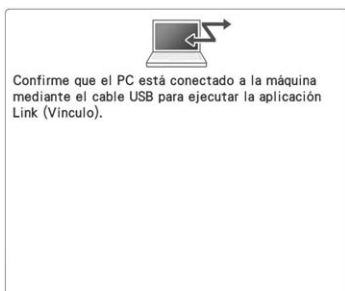 Confirme que el PC está conectado a la máquina
mediante el cable USB para ejecutar la aplicación
Link (Vínculo).